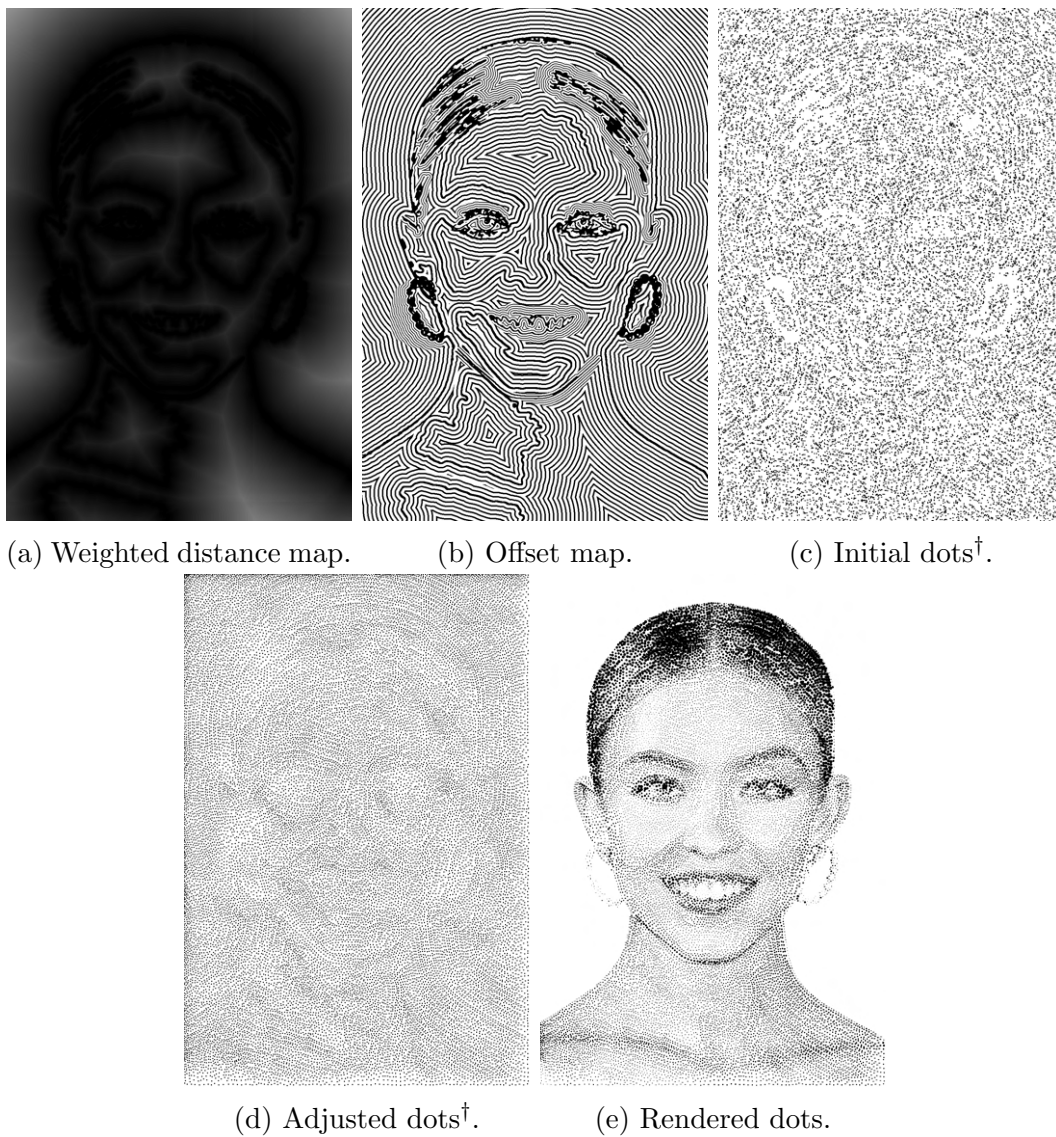 (a) Weighted distance map.
(b) Offset map.
(c) Initial dots†.
(d) Adjusted dots†.
(e) Rendered dots.